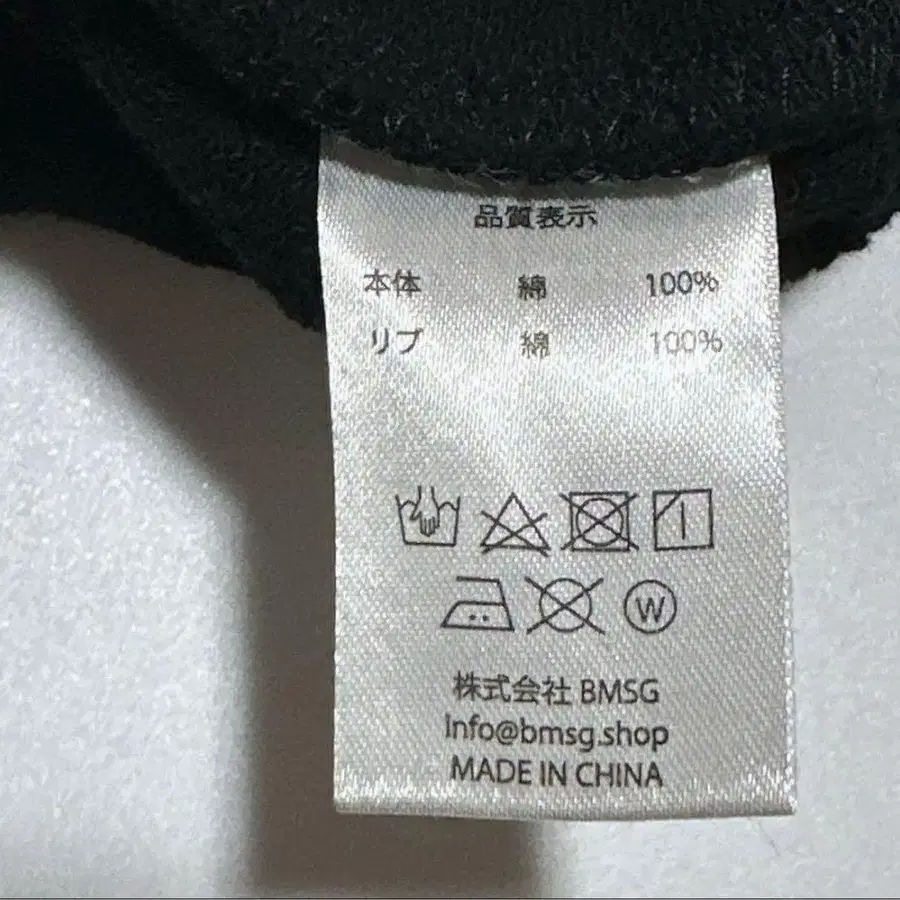 品質表示
本体 綿 100%
リブ 綿 100%
W
株式会社 BMSG
Info@bmsg.shop
MADE IN CHINA